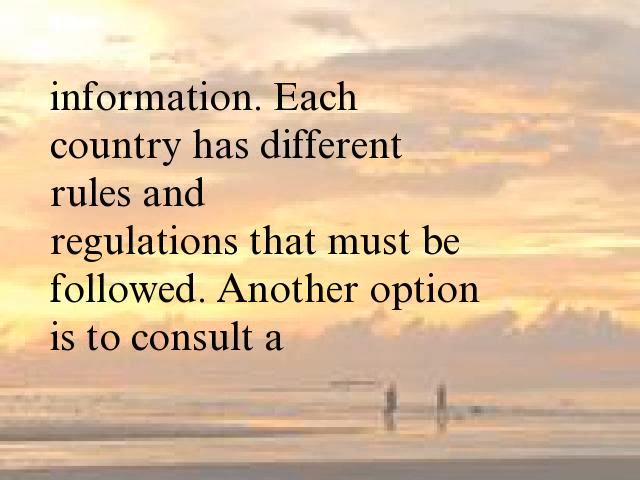 information. Each
country has different
rules and
regulations that must be
followed. Another option
is to consult a